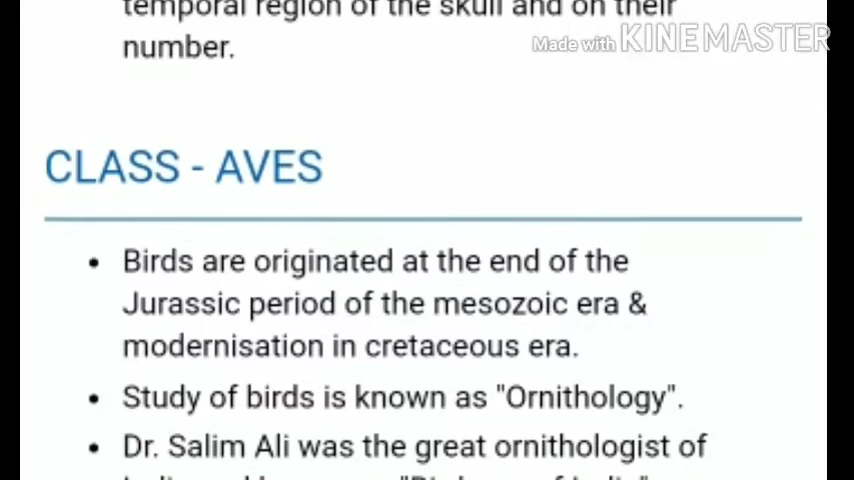 temporal region of the skull and on their
number.
Made with KINEMASTER
CLASS - AVES
• Birds are originated at the end of the
Jurassic period of the mesozoic era &
modernisation in cretaceous era.
• Study of birds is known as "Ornithology".
• Dr. Salim Ali was the great ornithologist of